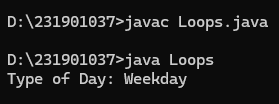 D:\231901037>javac Loops.java
D:\231901037>java Loops
Type of Day: Weekday